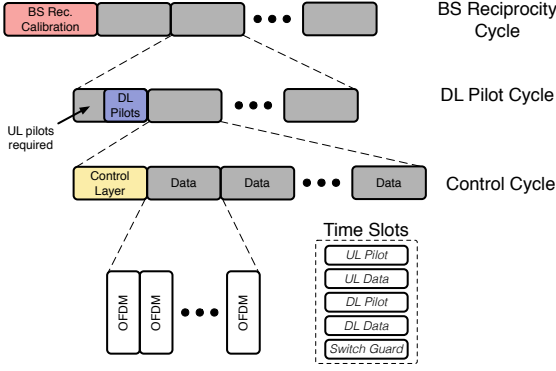 BS Rec.
Calibration
BS Reciprocity
Cycle
DL
Pilots
DL Pilot Cycle
UL pilots
required
Control
Layer
Data
Data
Data
Control Cycle
OFDM
OFDM
OFDM
Time Slots
UL Pilot
UL Data
DL Pilot
DL Data
Switch Guard